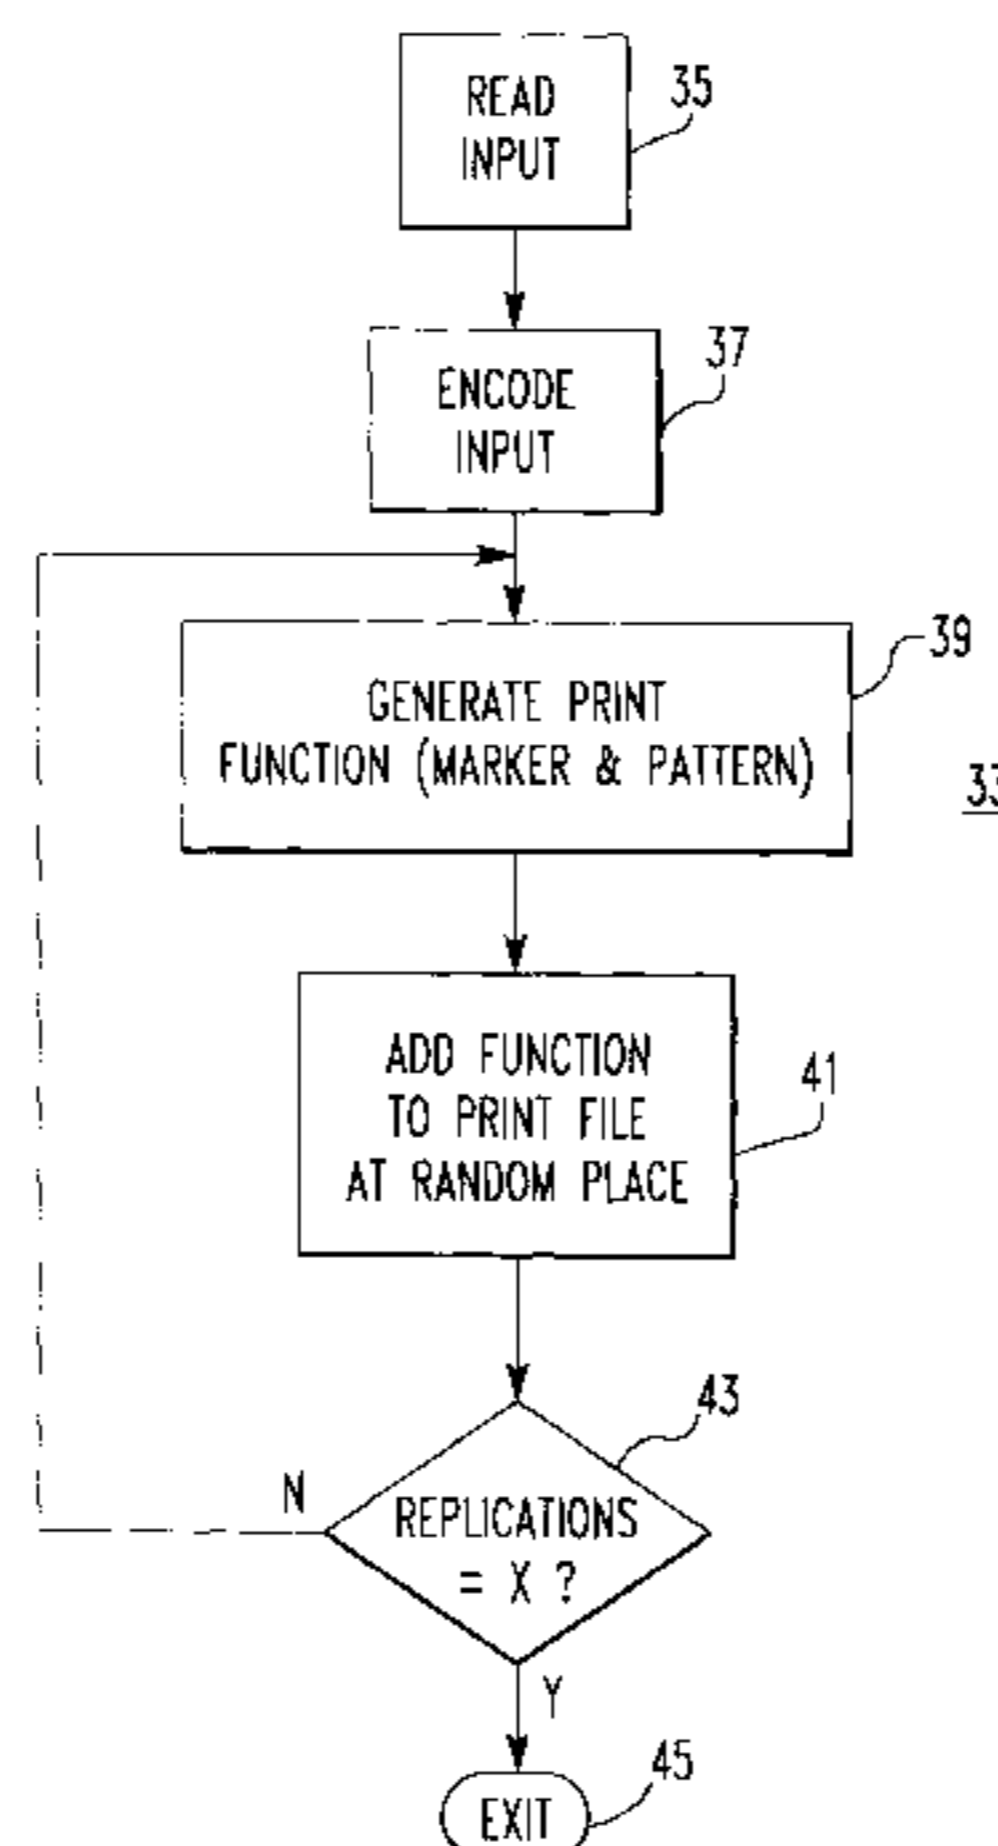 READ
INPUT
35
ENCODE
INPUT
37
GENERATE PRINT
FUNCTION (MARKER & PATTERN)
39
33
ADD FUNCTION
TO PRINT FILE
AT RANDOM PLACE
41
REPLICATIONS
= X ?
43
N
Y
EXIT
45